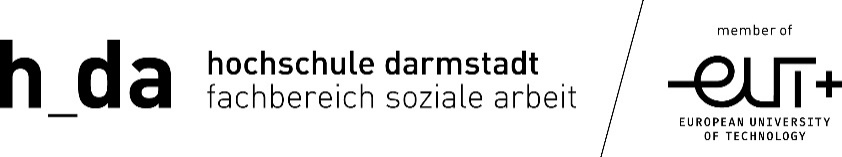 h_da
hochschule darmstadt
fachbereich soziale arbeit
member of
eut+
EUROPEAN UNIVERSITY
OF TECHNOLOGY